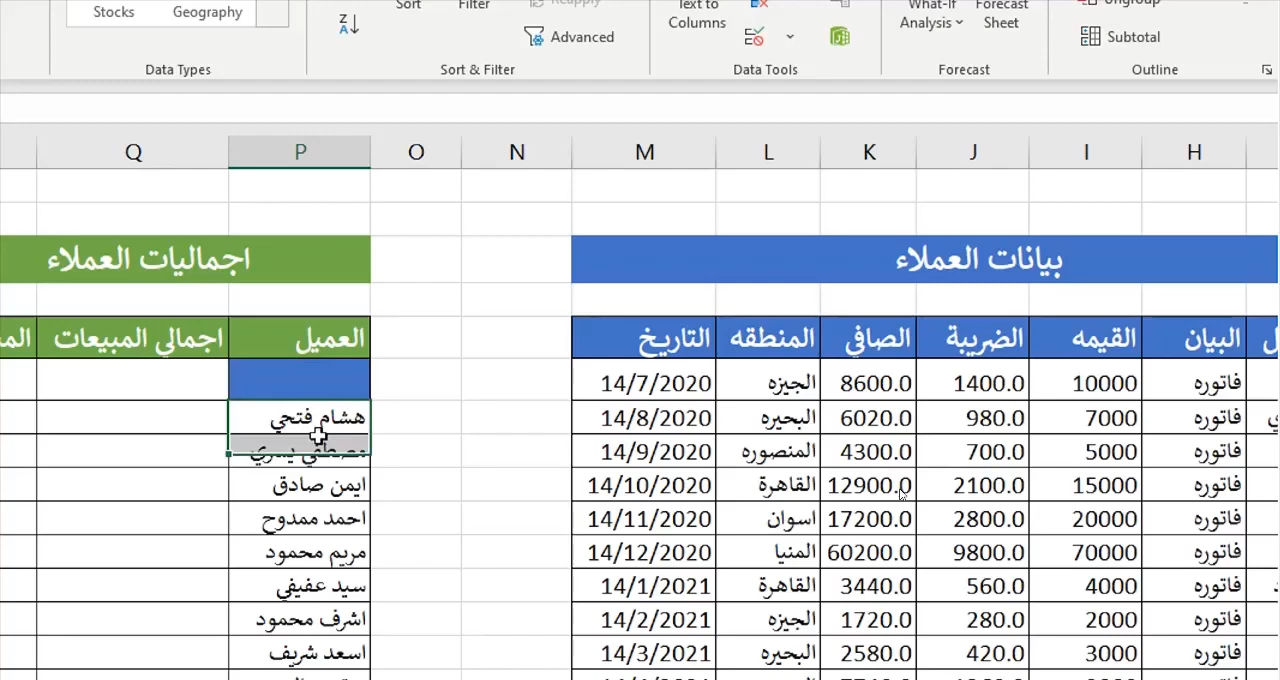 Stocks Geography
Data Types
Sort Filter Reapply
Advanced
Sort & Filter
Text to Columns
Data Tools
What-If Analysis
Forecast Sheet
Forecast
Ungroup
Subtotal
Outline
Q P O N M L K J I H
بيانات العملاء
البيان القيمه الضريبة الصافي المنطقه التاريخ
فاتوره 10000 1400.0 8600.0 الجيزه 14/7/2020
فاتوره 7000 980.0 6020.0 البحيره 14/8/2020
فاتوره 5000 700.0 4300.0 المنصوره 14/9/2020
فاتوره 15000 2100.0 12900.0 القاهرة 14/10/2020
فاتوره 20000 2800.0 17200.0 اسوان 14/11/2020
فاتوره 70000 9800.0 60200.0 المنيا 14/12/2020
فاتوره 4000 560.0 3440.0 القاهرة 14/1/2021
فاتوره 2000 280.0 1720.0 الجيزه 14/2/2021
فاتوره 3000 420.0 2580.0 البحيره 14/3/2021
اجماليات العملاء
العميل اجمالي المبيعات
هشام فتحي
مصطفي يسري
ايمن صادق
احمد ممدوح
مريم محمود
سيد عفيفي
اشرف محمود
اسعد شريف